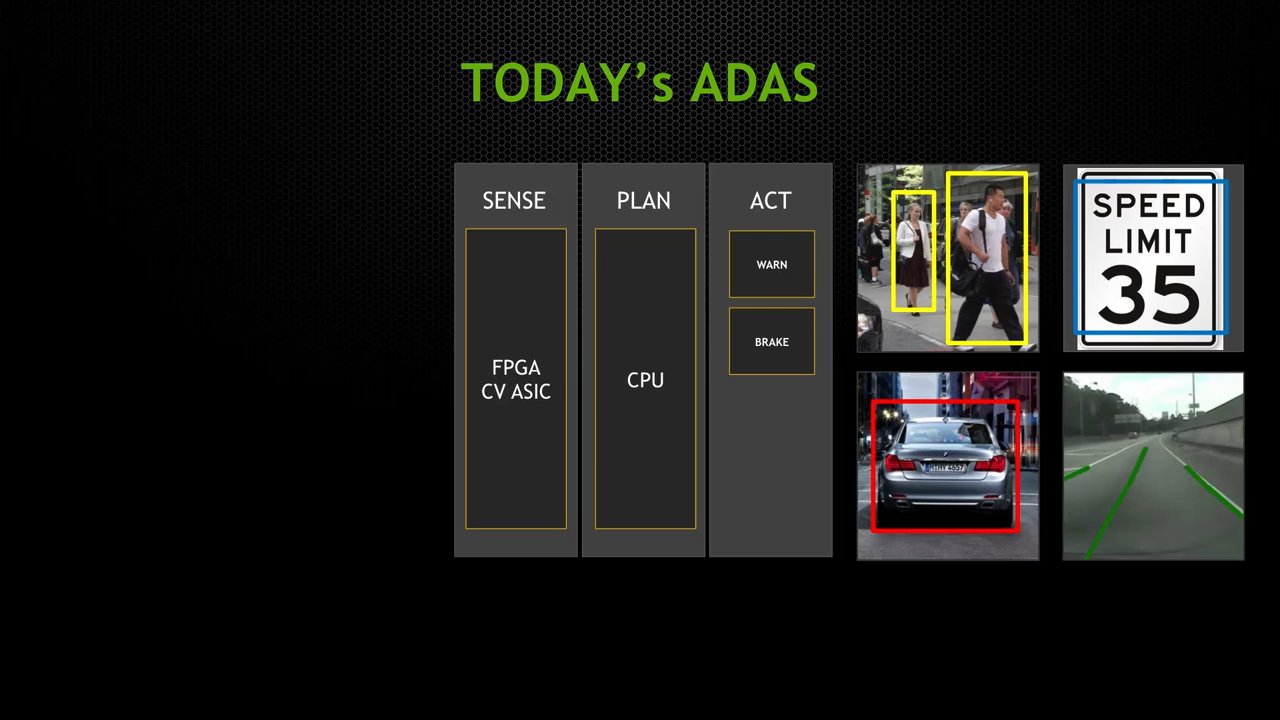 TODAY’s ADAS
SENSE
FPGA
CV ASIC
PLAN
CPU
ACT
WARN
BRAKE
SPEED
LIMIT
35